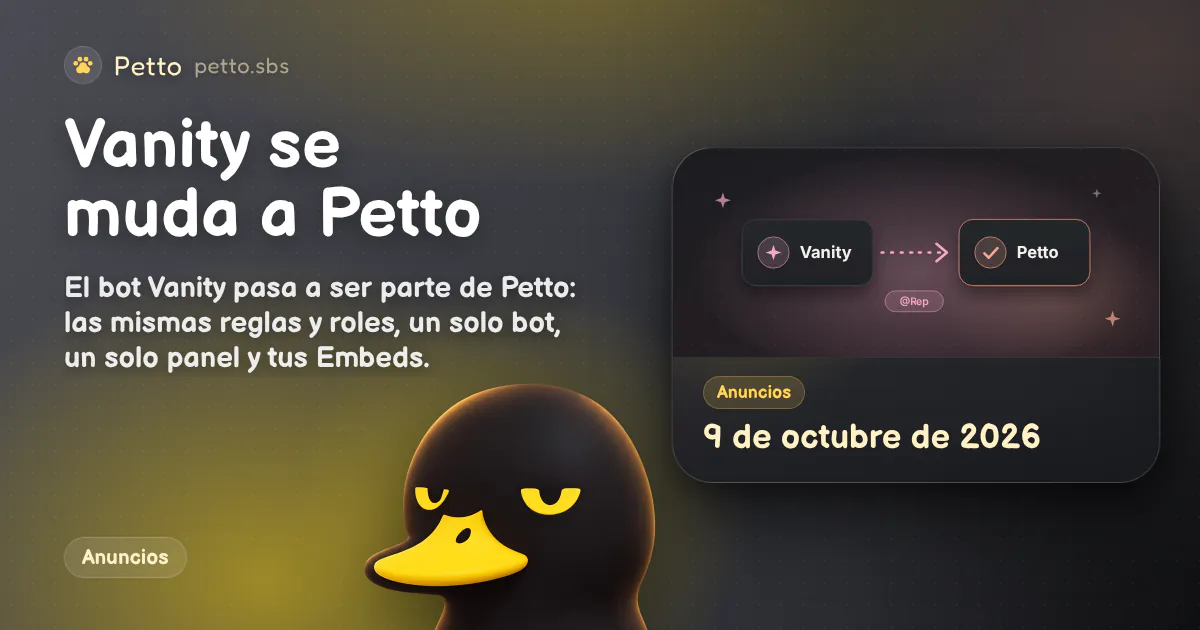 Petto petto.sbs
Vanity se
muda a Petto
El bot Vanity pasa a ser parte de Petto:
las mismas reglas y roles, un solo bot,
un solo panel y tus Embeds.
Anuncios
Vanity
Petto
@Rep
Anuncios
9 de octubre de 2026